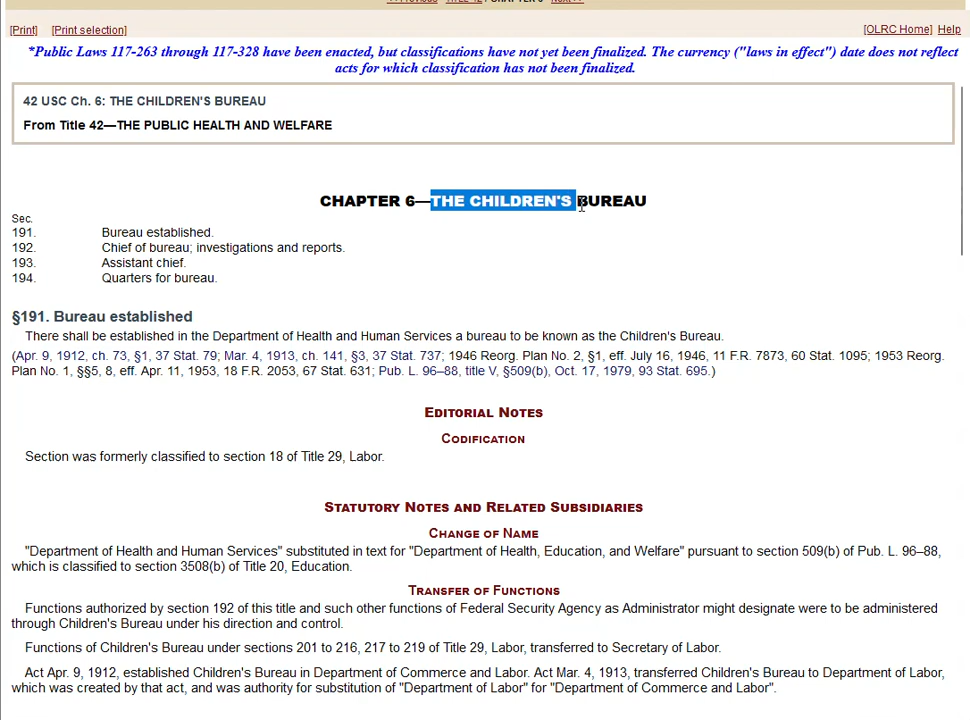 <<Previous TITLE 42 / CHAPTER 6 Next>>
[Print] [Print selection] [OLRC Home] Help
*Public Laws 117-263 through 117-328 have been enacted, but classifications have not yet been finalized. The currency ("laws in effect") date does not reflect
acts for which classification has not been finalized.
42 USC Ch. 6: THE CHILDREN'S BUREAU
From Title 42—THE PUBLIC HEALTH AND WELFARE
CHAPTER 6—THE CHILDREN'S BUREAU
Sec.
191. Bureau established.
192. Chief of bureau; investigations and reports.
193. Assistant chief.
194. Quarters for bureau.
§191. Bureau established
There shall be established in the Department of Health and Human Services a bureau to be known as the Children's Bureau.
(Apr. 9, 1912, ch. 73, §1, 37 Stat. 79; Mar. 4, 1913, ch. 141, §3, 37 Stat. 737; 1946 Reorg. Plan No. 2, §1, eff. July 16, 1946, 11 F.R. 7873, 60 Stat. 1095; 1953 Reorg.
Plan No. 1, §§5, 8, eff. Apr. 11, 1953, 18 F.R. 2053, 67 Stat. 631; Pub. L. 96–88, title V, §509(b), Oct. 17, 1979, 93 Stat. 695.)
Editorial Notes
Codification
Section was formerly classified to section 18 of Title 29, Labor.
Statutory Notes and Related Subsidiaries
Change of Name
"Department of Health and Human Services" substituted in text for "Department of Health, Education, and Welfare" pursuant to section 509(b) of Pub. L. 96–88,
which is classified to section 3508(b) of Title 20, Education.
Transfer of Functions
Functions authorized by section 192 of this title and such other functions of Federal Security Agency as Administrator might designate were to be administered
through Children's Bureau under his direction and control.
Functions of Children's Bureau under sections 201 to 216, 217 to 219 of Title 29, Labor, transferred to Secretary of Labor.
Act Apr. 9, 1912, established Children's Bureau in Department of Commerce and Labor. Act Mar. 4, 1913, transferred Children's Bureau to Department of Labor,
which was created by that act, and was authority for substitution of "Department of Labor" for "Department of Commerce and Labor".